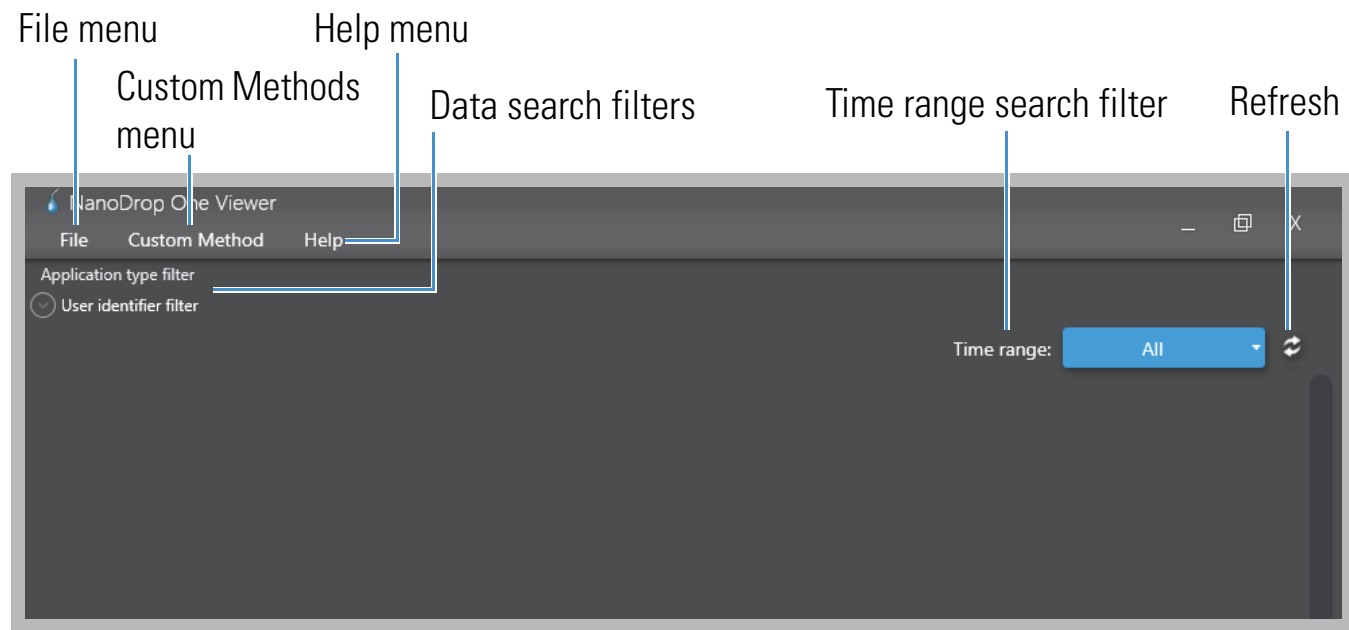 File menu
Help menu
Custom Methods
menu
Data search filters
Time range search filter
Refresh
NanoDrop One Viewer
File Custom Method Help
X
Application type filter
User identifier filter
Time range: All